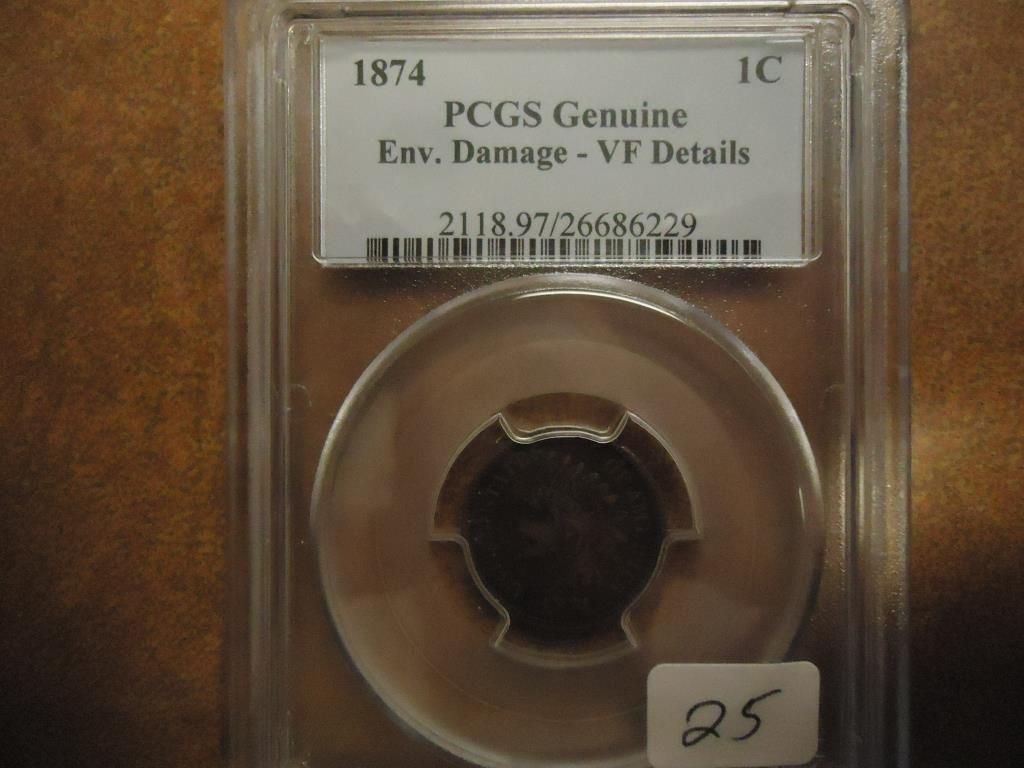 1874 1C
PCGS Genuine
Env. Damage - VF Details
2118.97/26686229
25